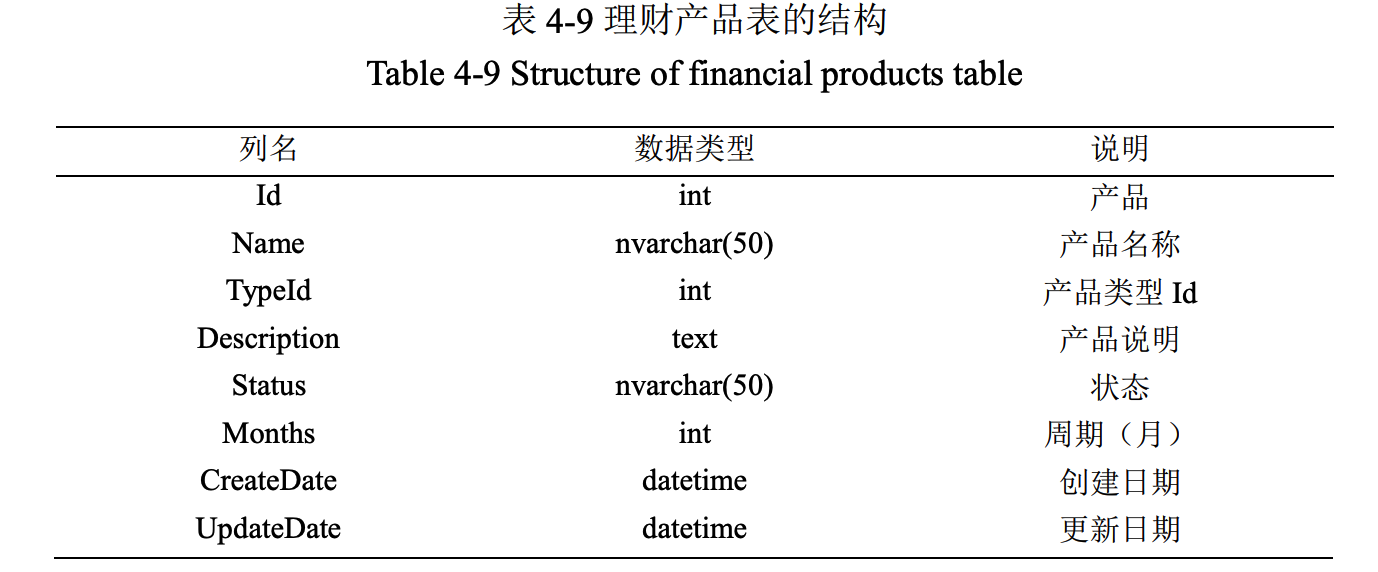 表 4-9 理财产品表的结构
Table 4-9 Structure of financial products table
列名 数据类型 说明
Id int 产品
Name nvarchar(50) 产品名称
TypeId int 产品类型 Id
Description text 产品说明
Status nvarchar(50) 状态
Months int 周期（月）
CreateDate datetime 创建日期
UpdateDate datetime 更新日期